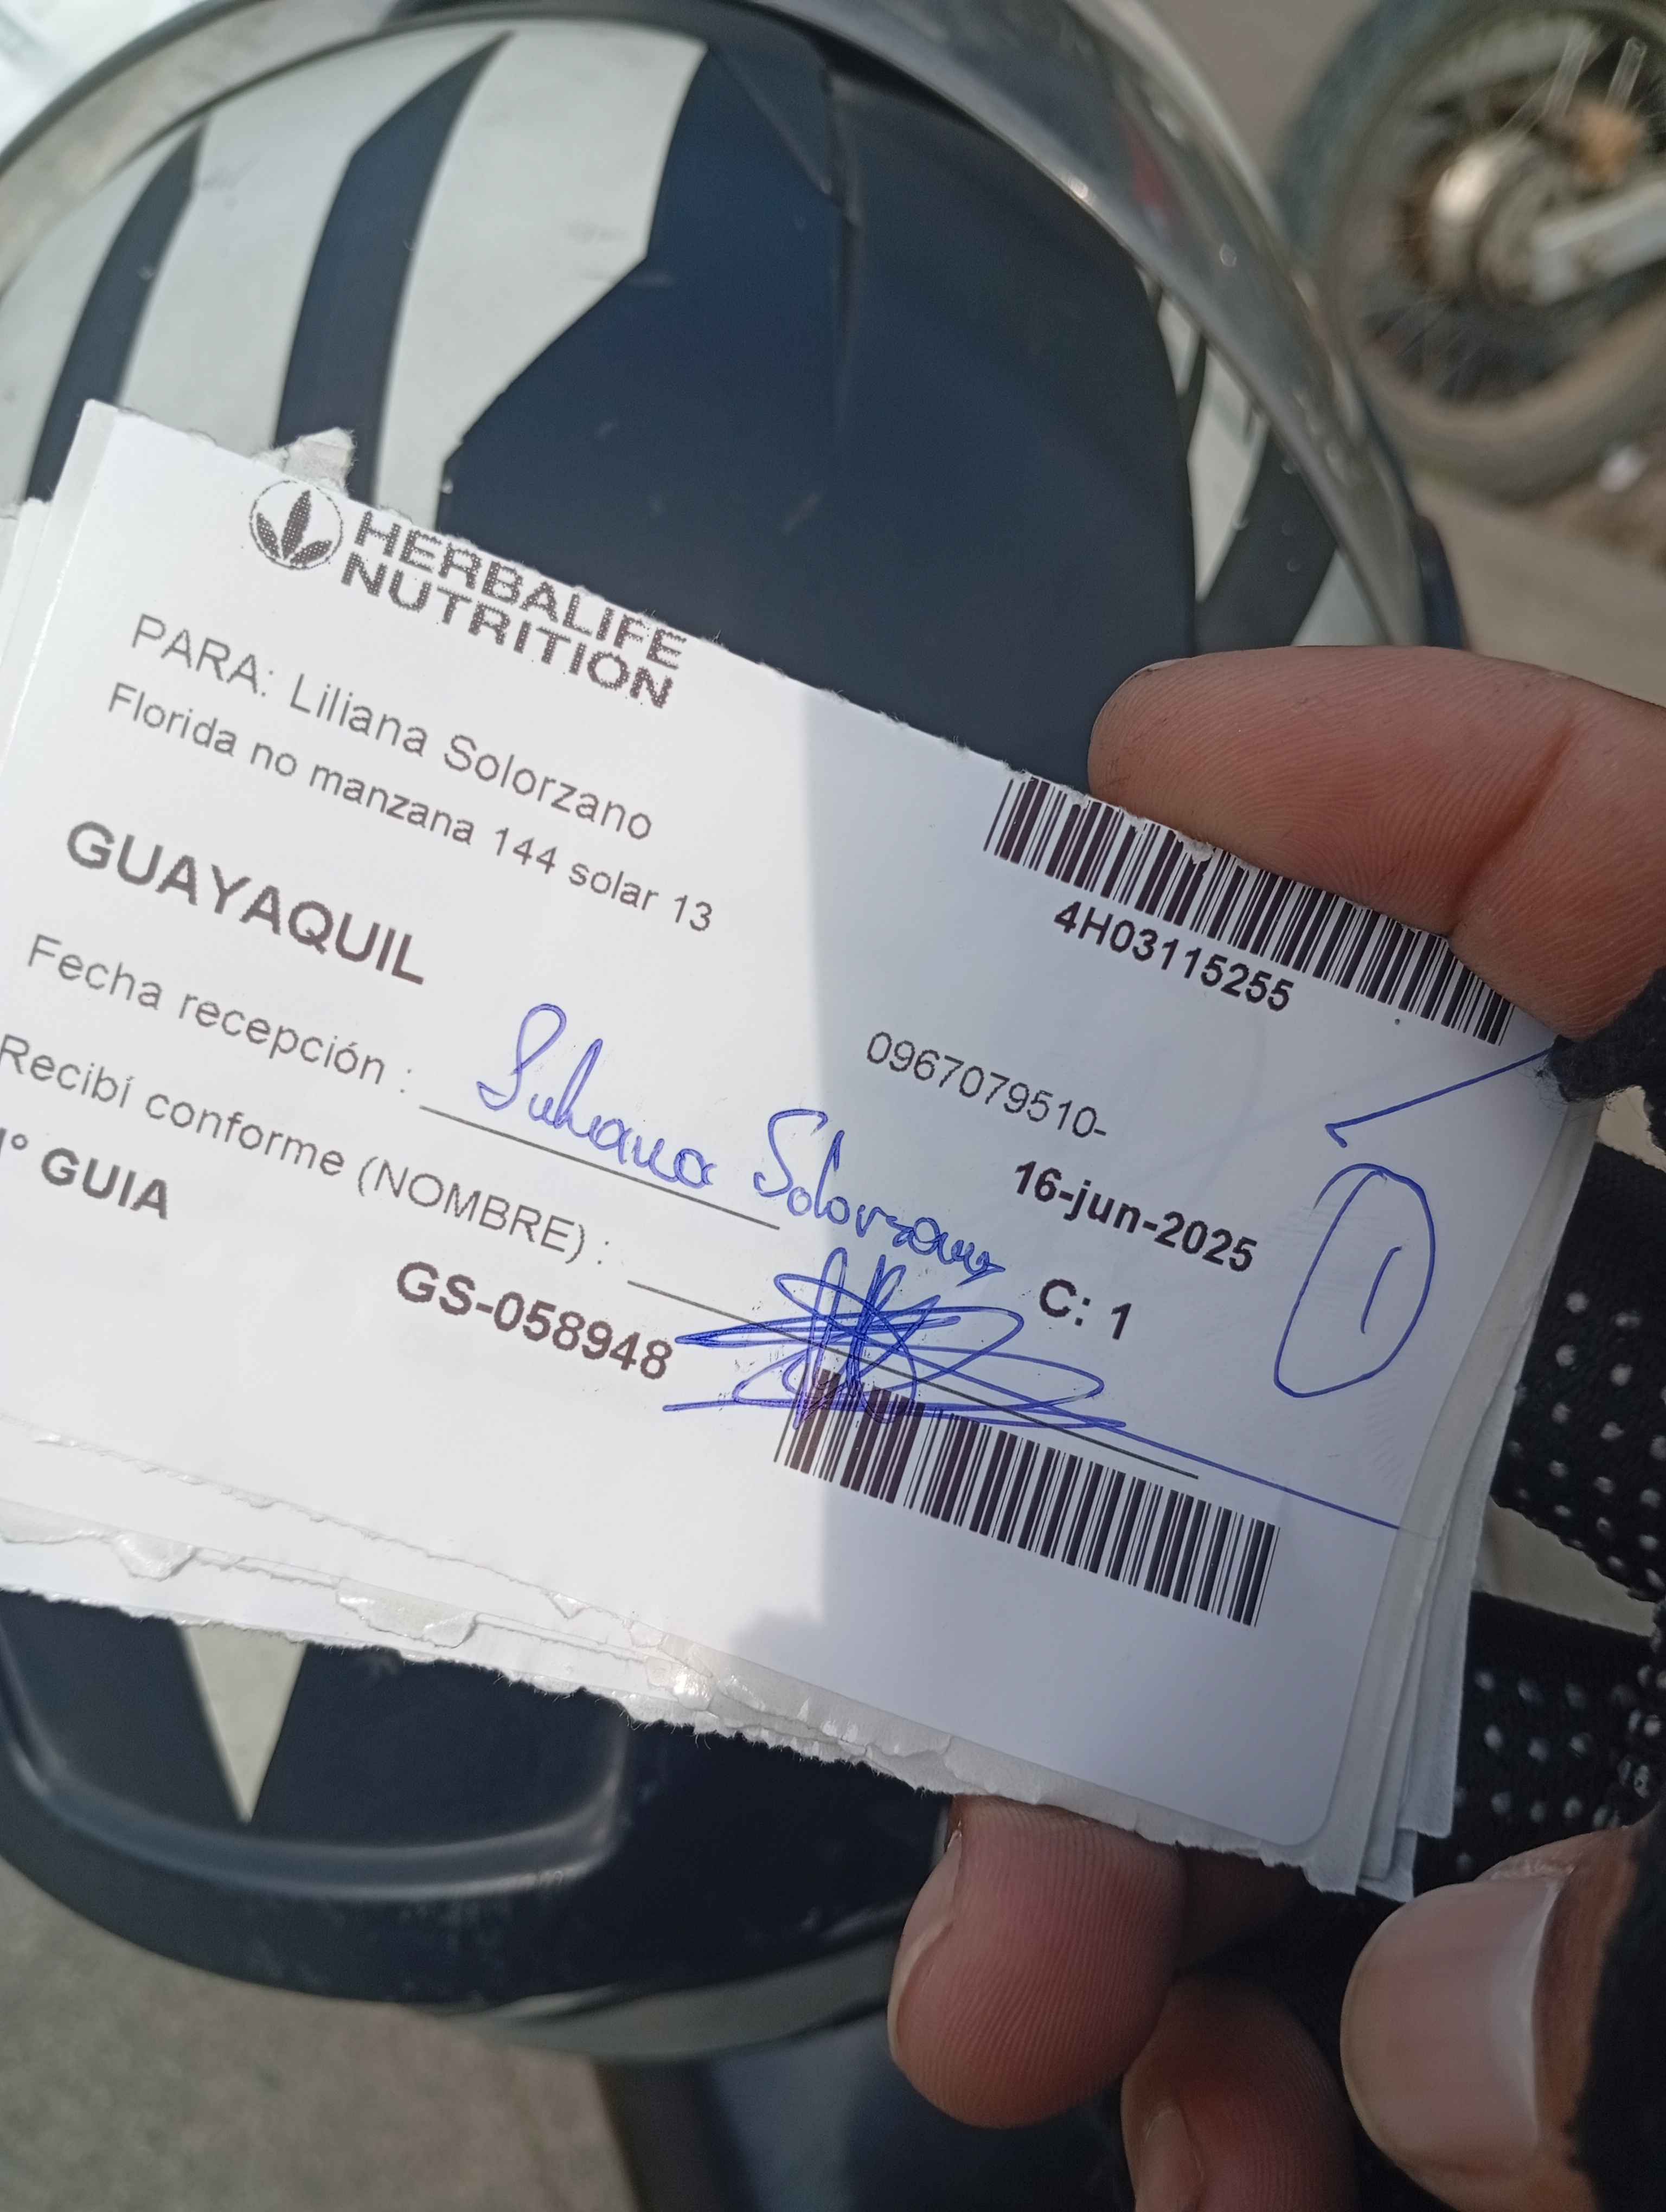 HERBALIFE
NUTRITION
PARA: Liliana Solorzano
Florida no manzana 144 solar 13
4H03115255
GUAYAQUIL
0967079510-
Fecha recepción :
16-jun-2025
Liliana Solorzano
Recibí conforme (NOMBRE) :
C: 1
N° GUIA
GS-058948